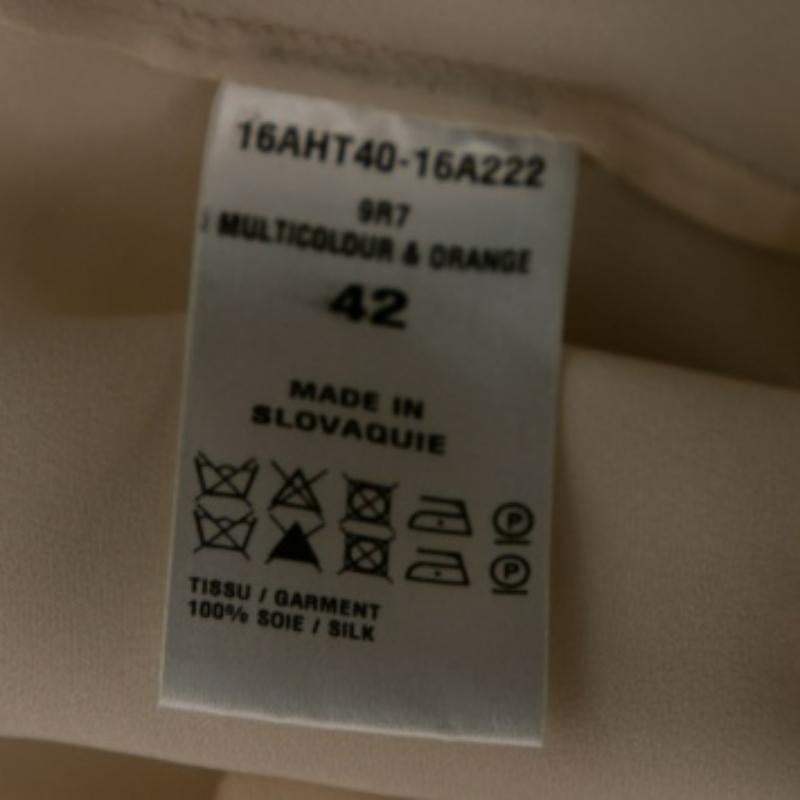 16AHT40-16A222
9R7
MULTICOLOUR & ORANGE
42
MADE IN
SLOVAQUIE
P
P
TISSU / GARMENT
100% SOIE / SILK